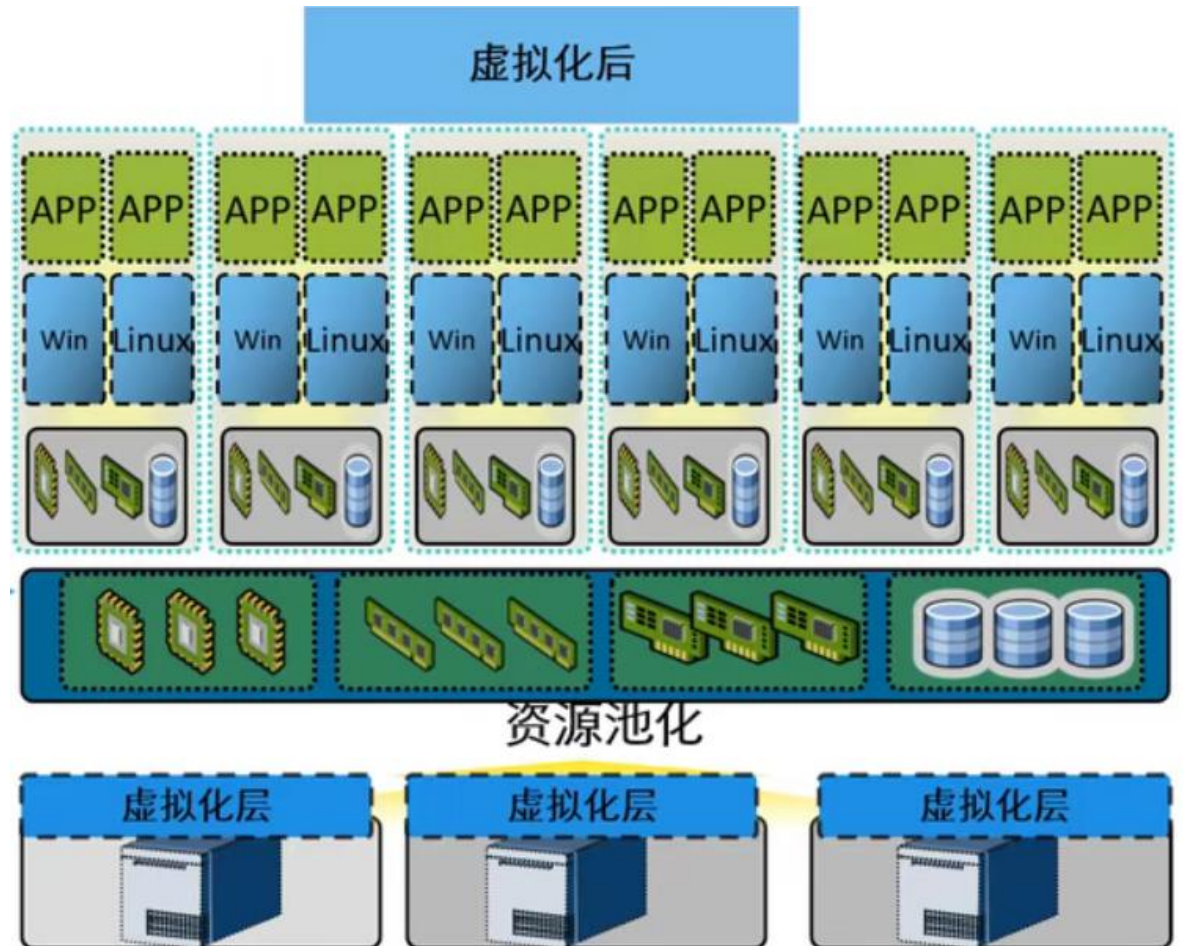 虚拟化后
APP APP APP APP APP APP APP APP APP APP APP APP
Win Linux Win Linux Win Linux Win Linux Win Linux Win Linux
资源池化
虚拟化层 虚拟化层 虚拟化层